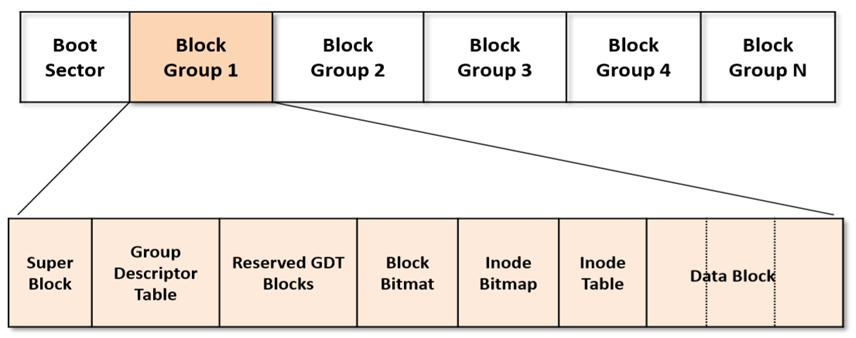 Boot
Sector
Block
Group 1
Block
Group 2
Block
Group 3
Block
Group 4
Block
Group N
Super
Block
Group
Descriptor
Table
Reserved GDT
Blocks
Block
Bitmat
Inode
Bitmap
Inode
Table
Data Block